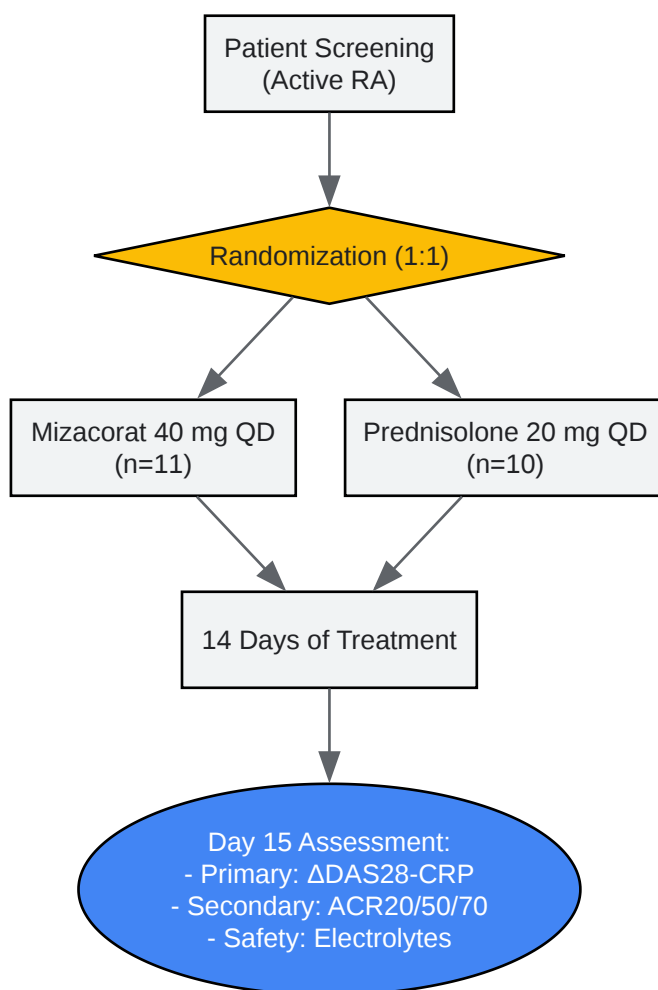 Patient Screening
(Active RA)
Randomization (1:1)
Mizacorat 40 mg QD
(n=11)
Prednisolone 20 mg QD
(n=10)
14 Days of Treatment
Day 15 Assessment:
- Primary: ΔDAS28-CRP
- Secondary: ACR20/50/70
- Safety: Electrolytes